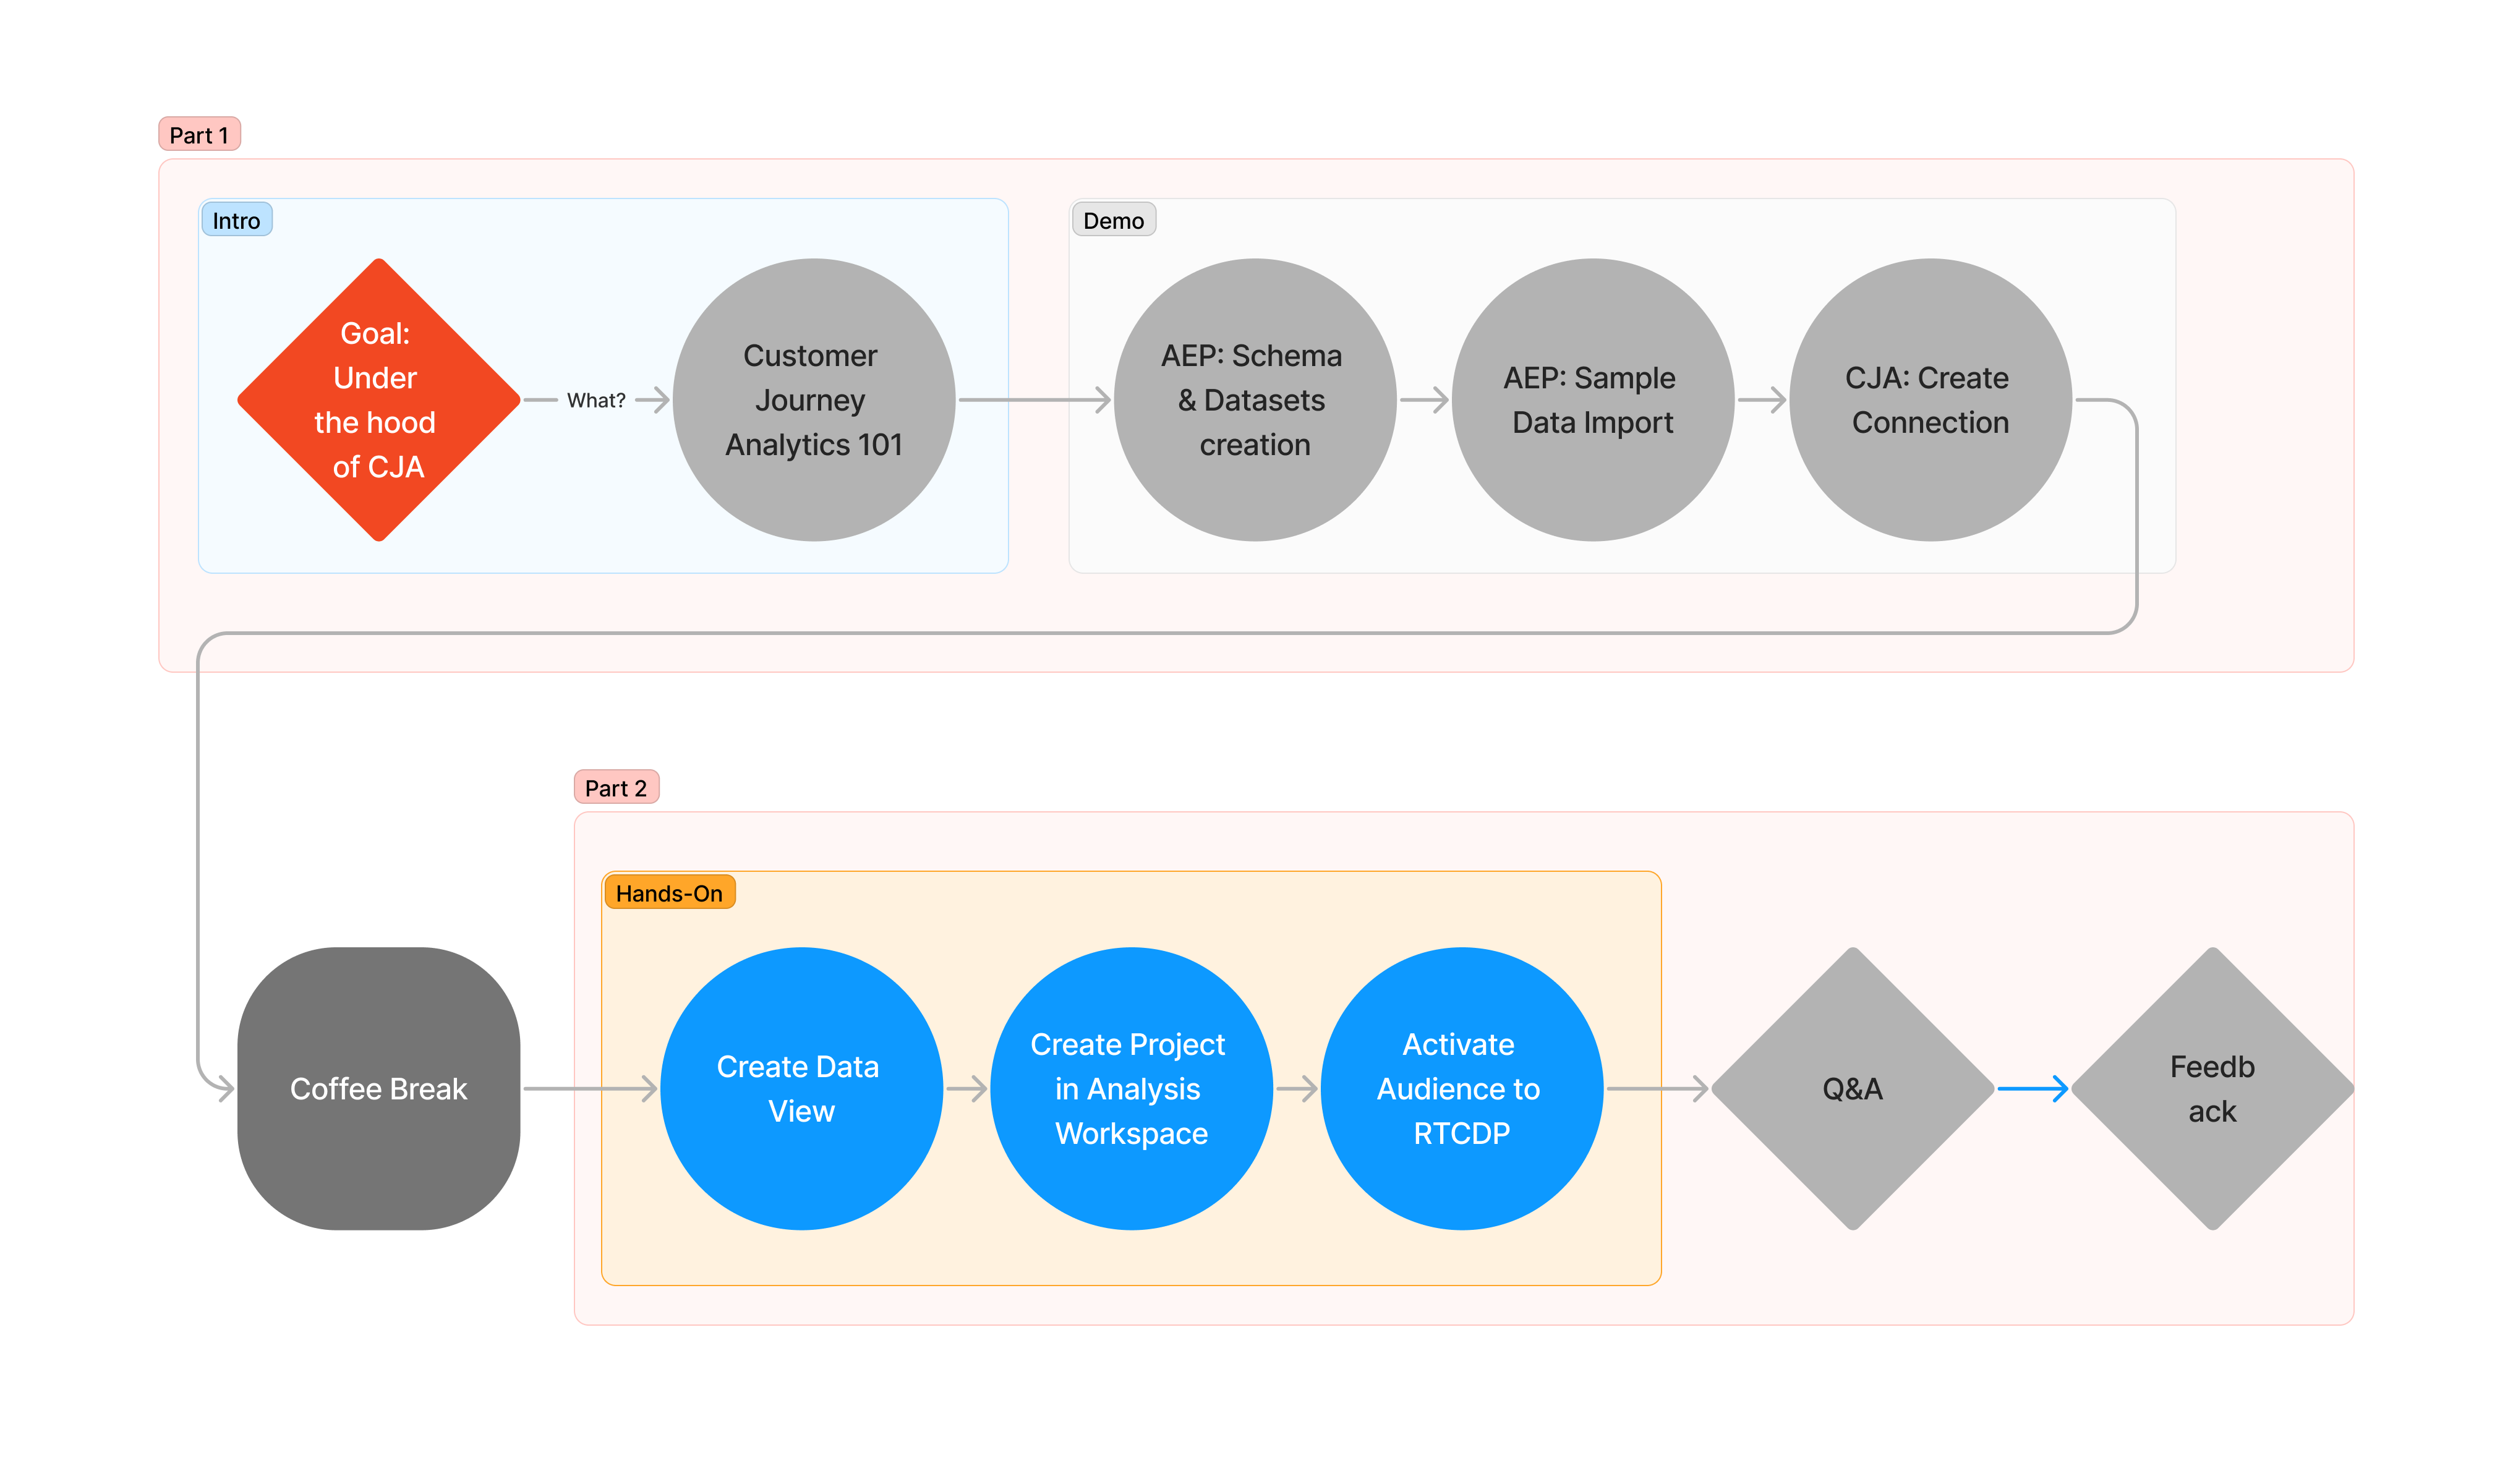 Part 1
Intro
Goal:
Under
the hood
of CJA
What?
Customer
Journey
Analytics 101
Demo
AEP: Schema
& Datasets
creation
AEP: Sample
Data Import
CJA: Create
Connection
Part 2
Coffee Break
Hands-On
Create Data
View
Create Project
in Analysis
Workspace
Activate
Audience to
RTCDP
Q&A
Feedb
ack